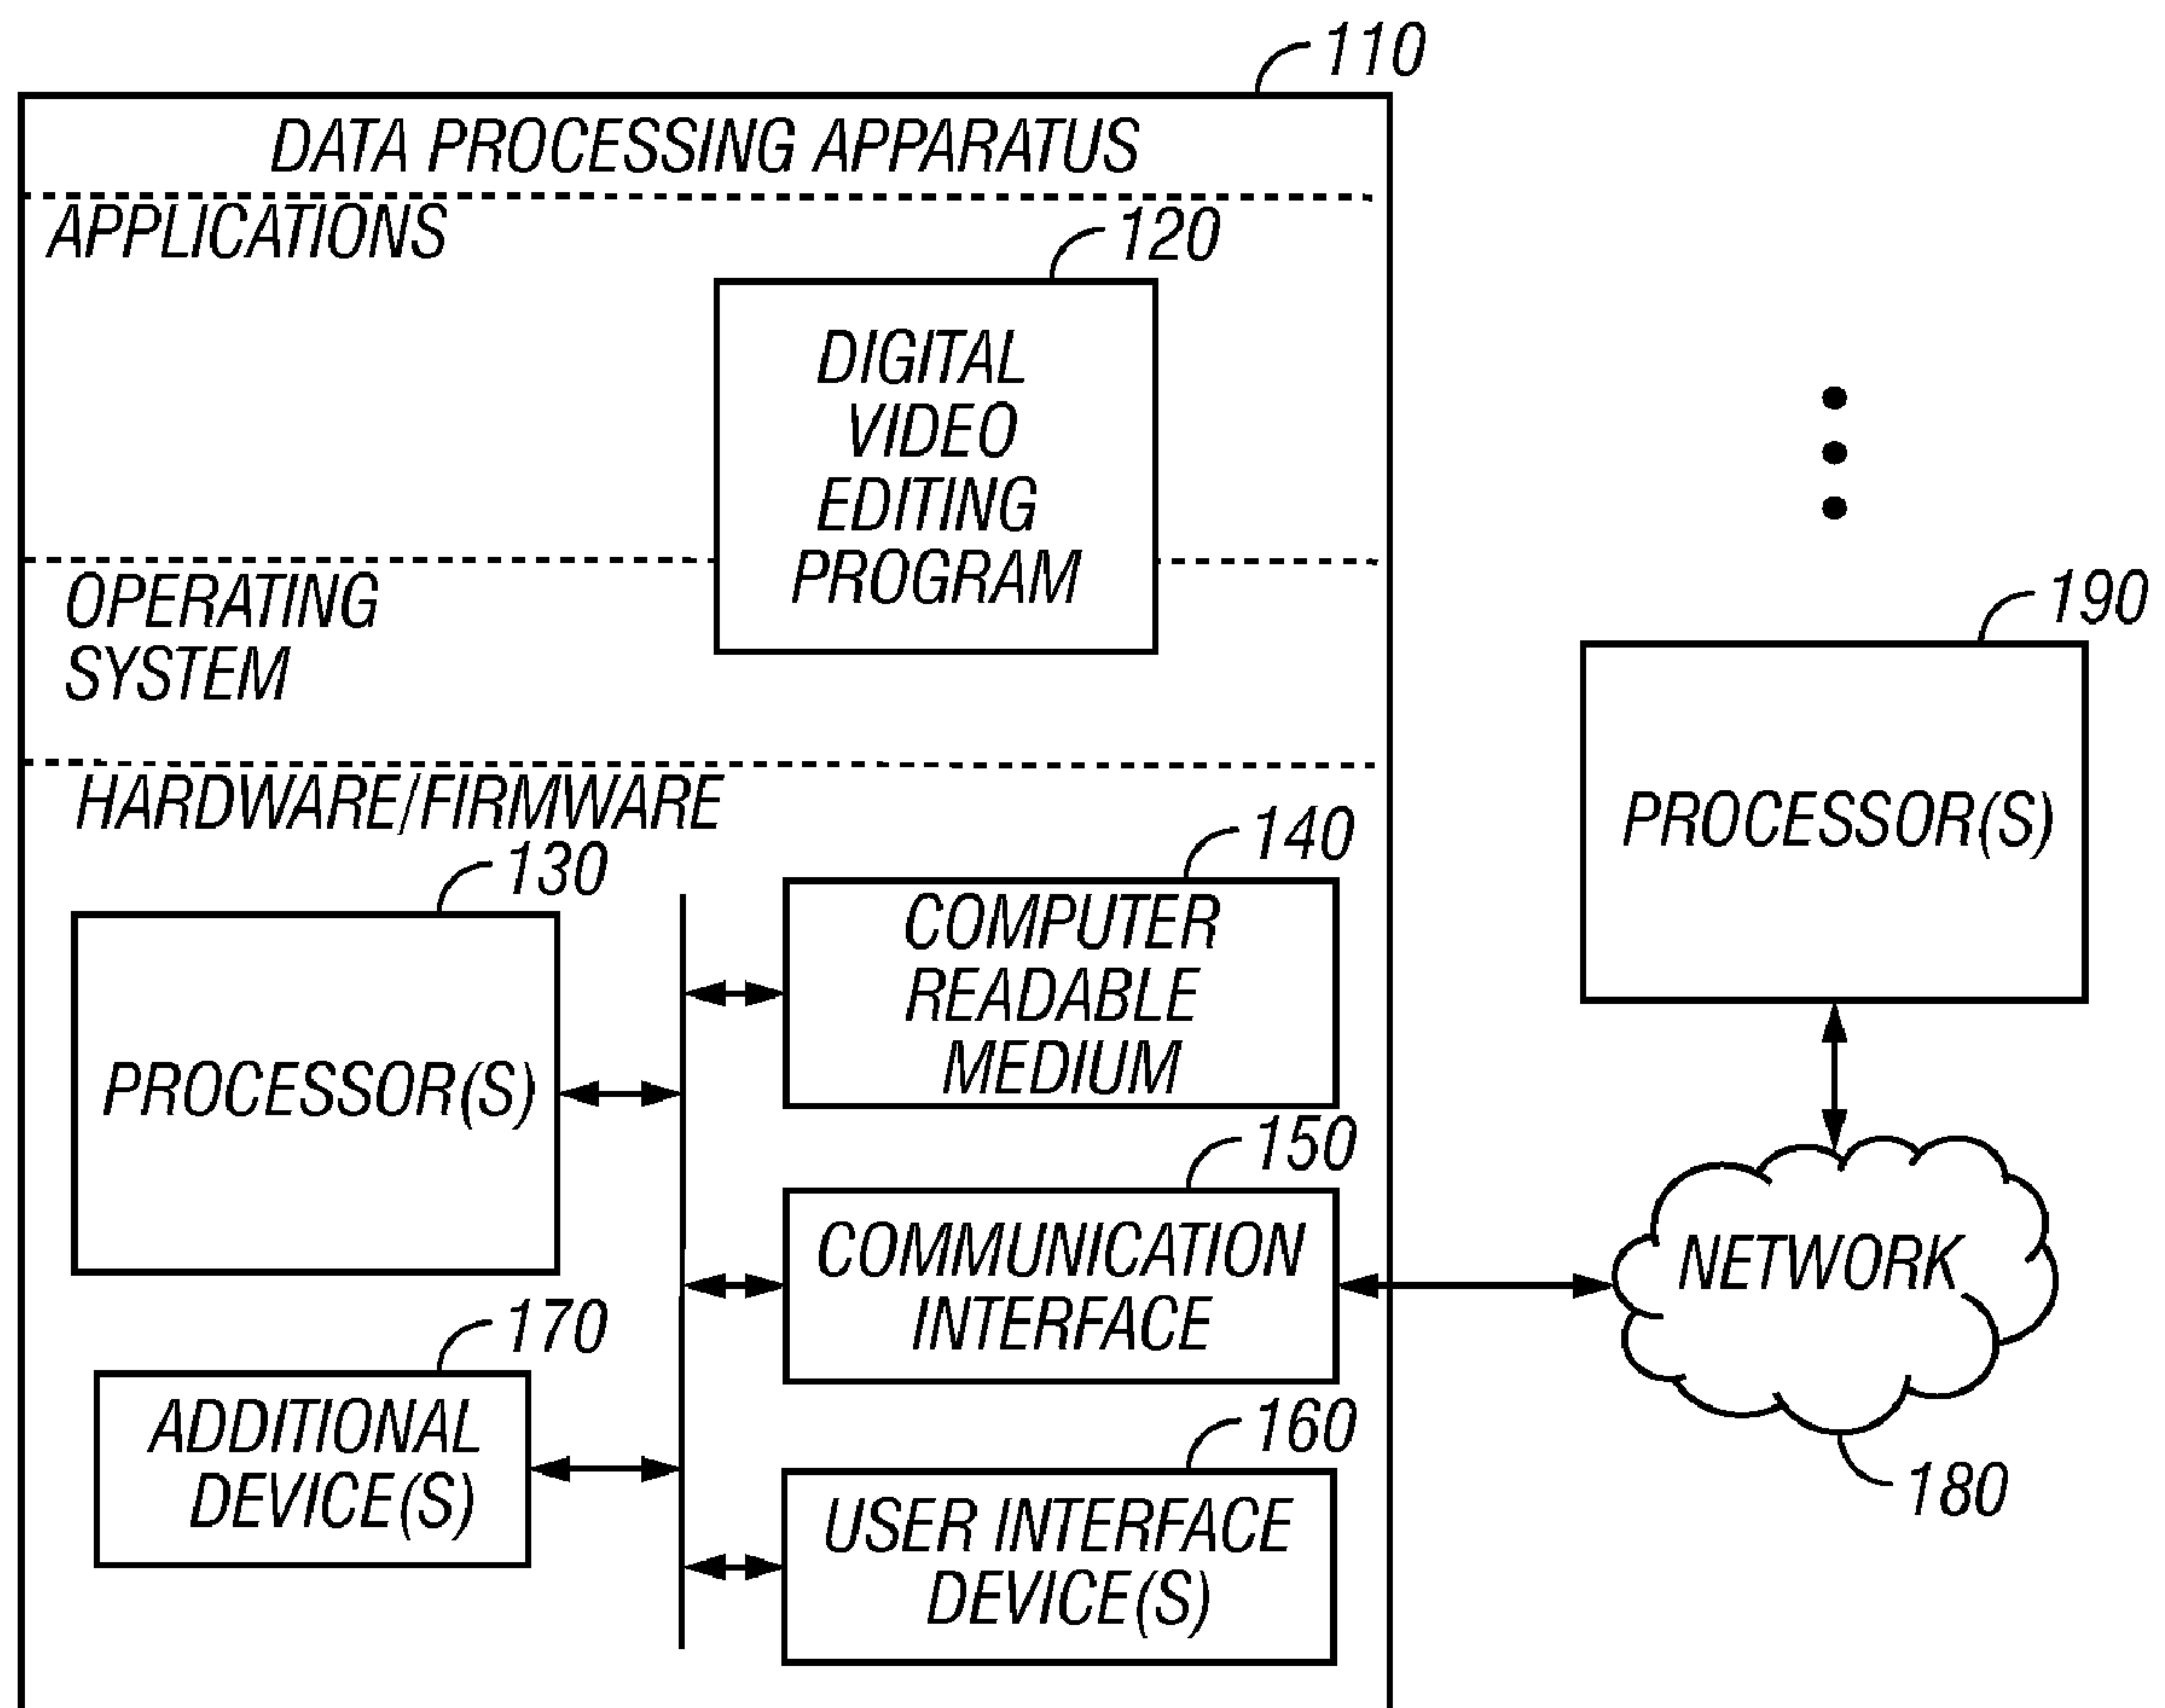 110
DATA PROCESSING APPARATUS
APPLICATIONS
120
DIGITAL
VIDEO
EDITING
PROGRAM
OPERATING
SYSTEM
190
PROCESSOR(S)
HARDWARE/FIRMWARE
130
PROCESSOR(S)
140
COMPUTER
READABLE
MEDIUM
150
COMMUNICATION
INTERFACE
NETWORK
180
170
ADDITIONAL
DEVICE(S)
160
USER INTERFACE
DEVICE(S)